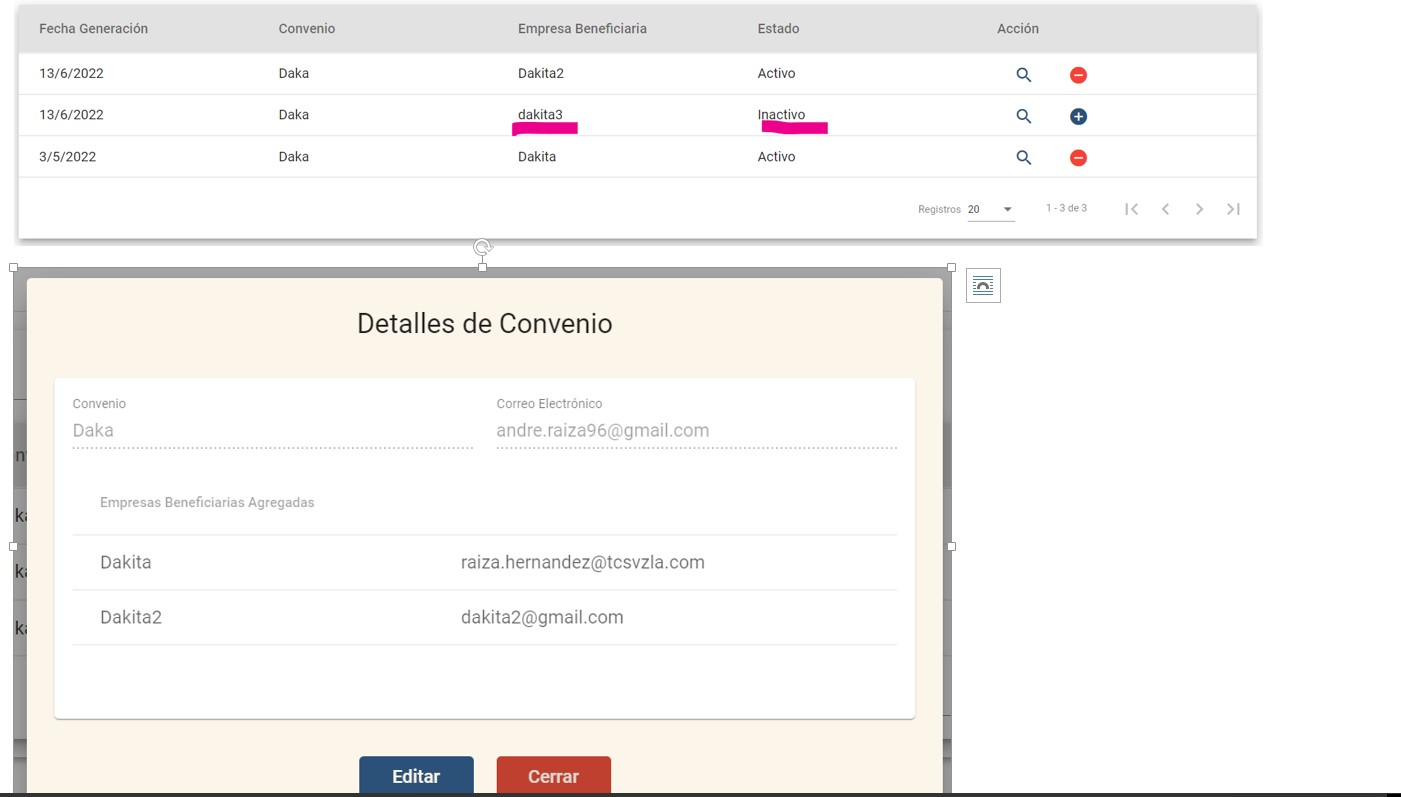 Fecha Generación Convenio Empresa Beneficiaria Estado Acción
13/6/2022 Daka Dakita2 Activo
13/6/2022 Daka dakita3 Inactivo
3/5/2022 Daka Dakita Activo
Registros 20 1 - 3 de 3
Detalles de Convenio
Convenio Correo Electrónico
Daka andre.raiza96@gmail.com
Empresas Beneficiarias Agregadas
Dakita raiza.hernandez@tcsvzla.com
Dakita2 dakita2@gmail.com
Editar Cerrar